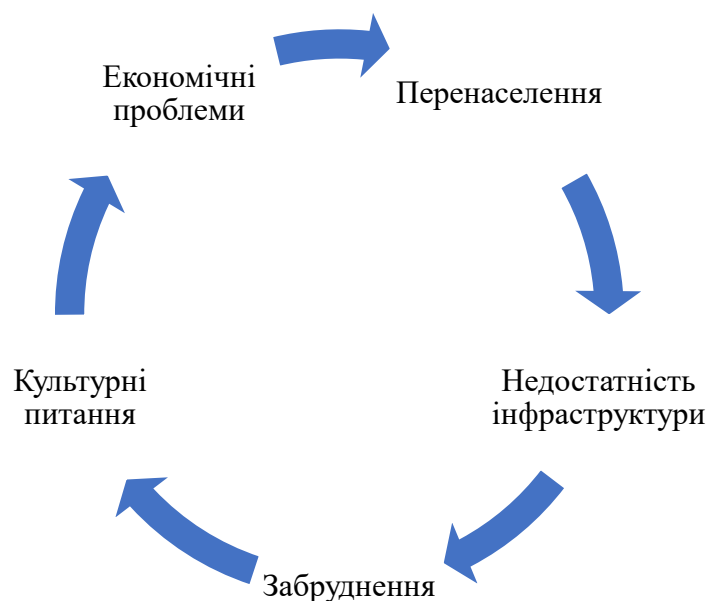 Економічні
проблеми
Перенаселення
Недостатність
інфраструктури
Забруднення
Культурні
питання